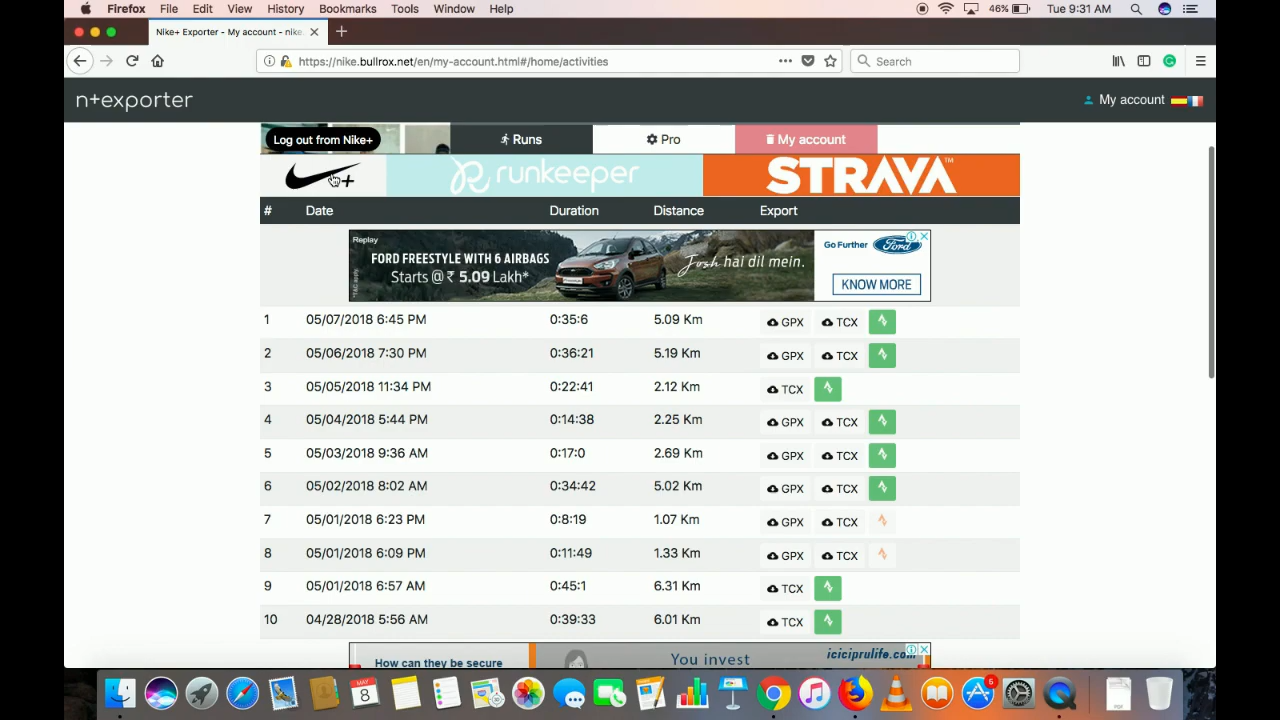 Firefox File Edit View History Bookmarks Tools Window Help 46% Tue 9:31 AM
Nike+ Exporter - My account - nike
https://nike.bullrox.net/en/my-account.html#/home/activities Search
n+exporter My account
Log out from Nike+ Runs Pro My account
+ runkeeper STRAVA™
# Date Duration Distance Export
Replay
FORD FREESTYLE WITH 6 AIRBAGS
Starts @ ₹ 5.09 Lakh*
Josh hai dil mein.
Go Further Ford
KNOW MORE
1 05/07/2018 6:45 PM 0:35:6 5.09 Km GPX TCX
2 05/06/2018 7:30 PM 0:36:21 5.19 Km GPX TCX
3 05/05/2018 11:34 PM 0:22:41 2.12 Km TCX
4 05/04/2018 5:44 PM 0:14:38 2.25 Km GPX TCX
5 05/03/2018 9:36 AM 0:17:0 2.69 Km GPX TCX
6 05/02/2018 8:02 AM 0:34:42 5.02 Km GPX TCX
7 05/01/2018 6:23 PM 0:8:19 1.07 Km GPX TCX
8 05/01/2018 6:09 PM 0:11:49 1.33 Km GPX TCX
9 05/01/2018 6:57 AM 0:45:1 6.31 Km TCX
10 04/28/2018 5:56 AM 0:39:33 6.01 Km TCX
How can they be secure You invest iciciprulife.com
MAY
8
5